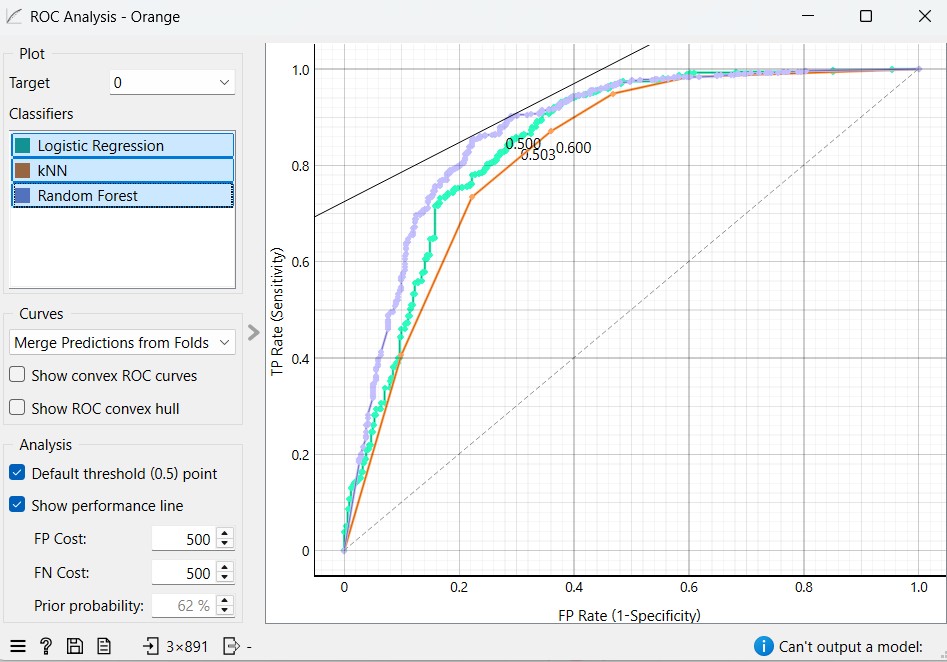 ROC Analysis - Orange
Plot
Target 0
Classifiers
Logistic Regression
kNN
Random Forest
Curves
Merge Predictions from Folds
Show convex ROC curves
Show ROC convex hull
Analysis
Default threshold (0.5) point
Show performance line
FP Cost: 500
FN Cost: 500
Prior probability: 62 %
? 3×891 -
TP Rate (Sensitivity)
1.0
0.8
0.6
0.4
0.2
0
0.500
0.503
0.600
0 0.2 0.4 0.6 0.8 1.0
FP Rate (1-Specificity)
i Can't output a model: